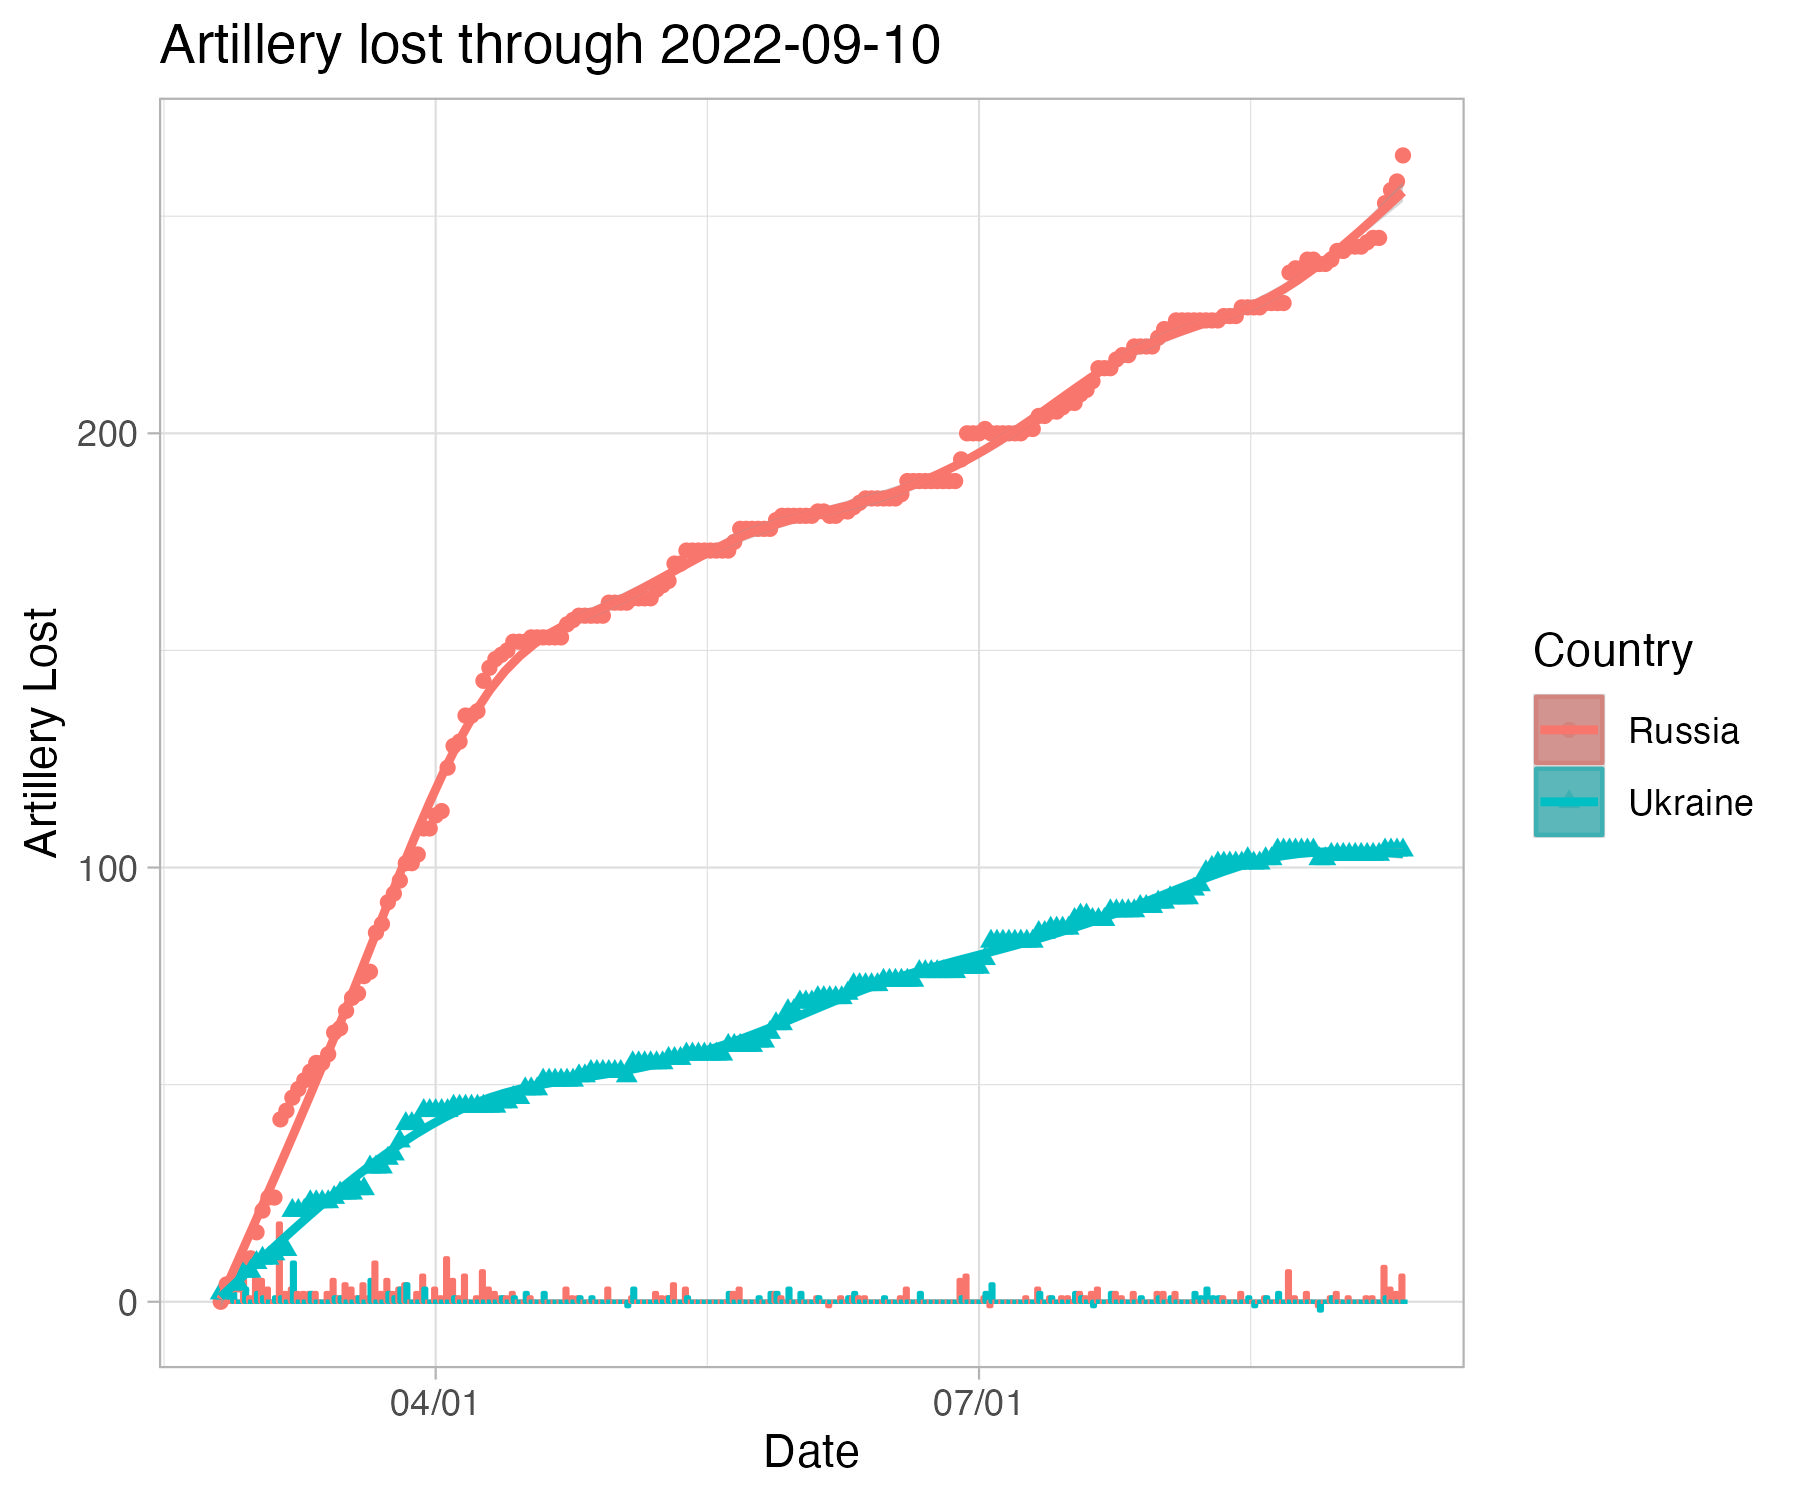 Artillery lost through 2022-09-10
Artillery Lost
200
100
0
04/01
07/01
Date
Country
Russia
Ukraine